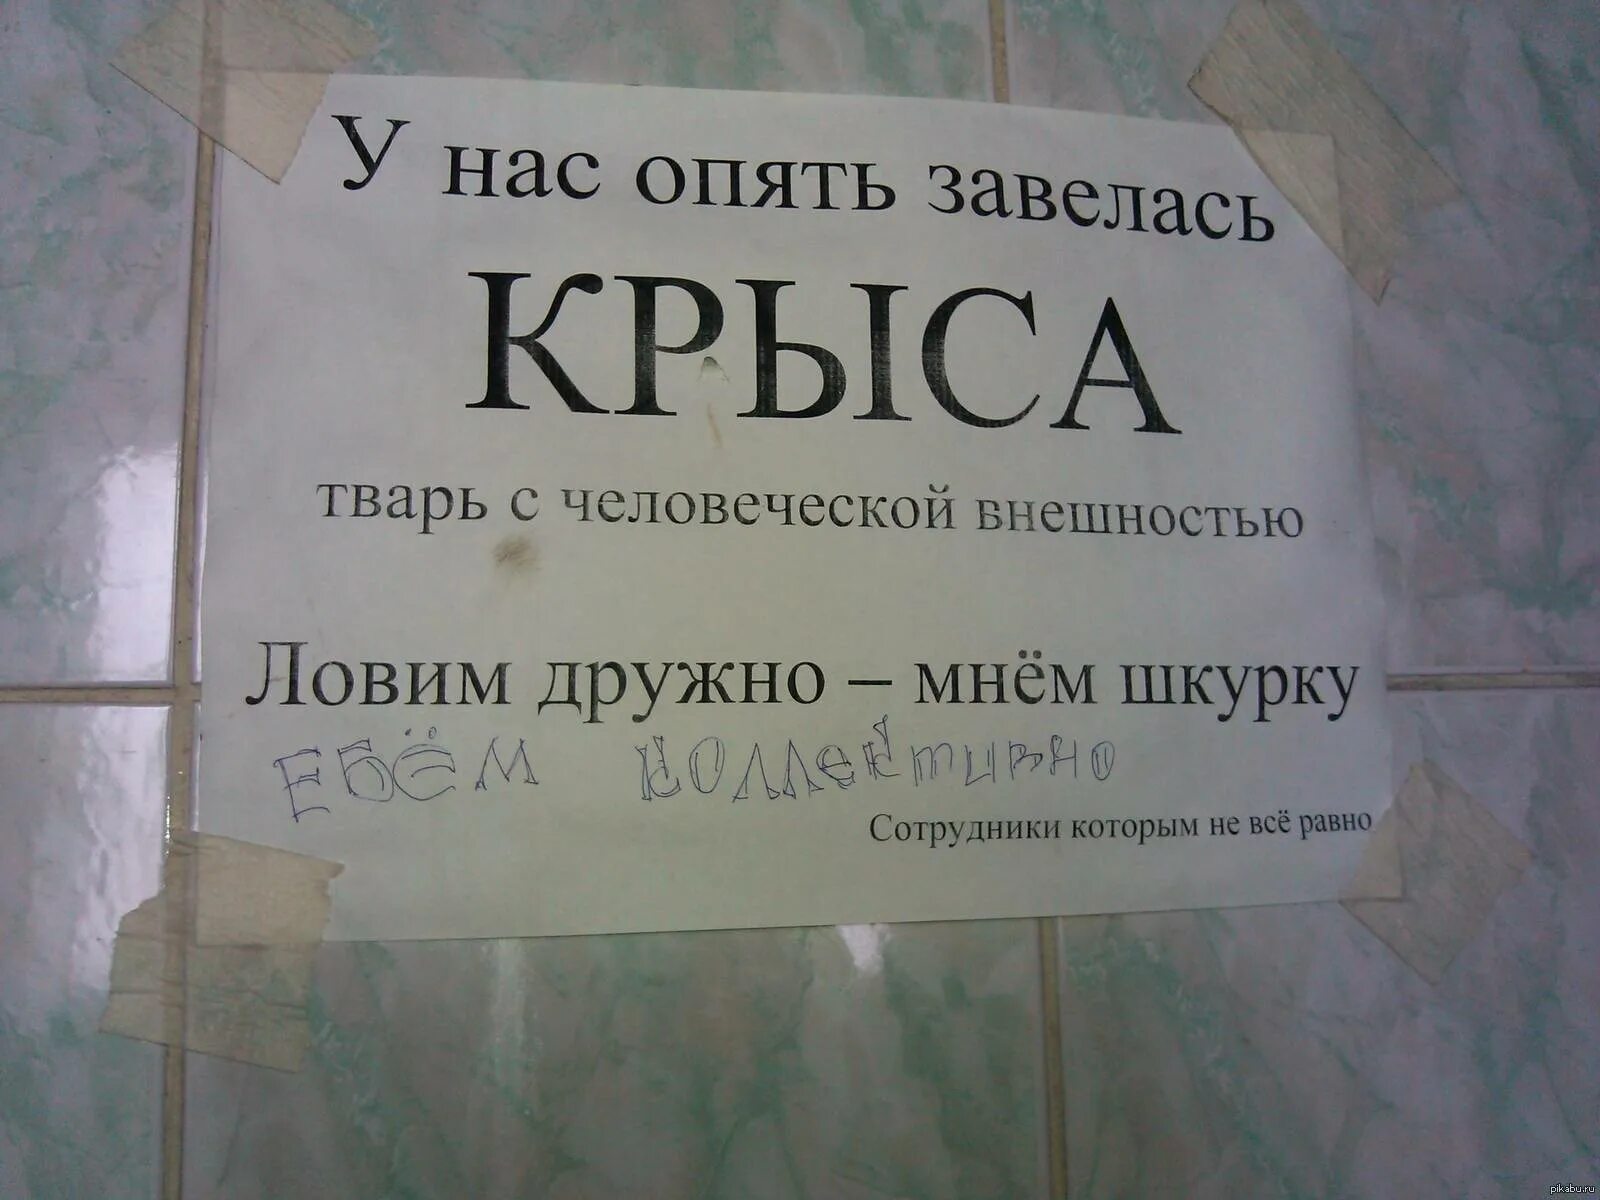 У нас опять завелась
КРЫСА
тварь с человеческой внешностью
Ловим дружно – мнём шкурку
ЕБЁМ КОЛЛЕКТИВНО
Сотрудники которым не всё равно
pikabu.ru